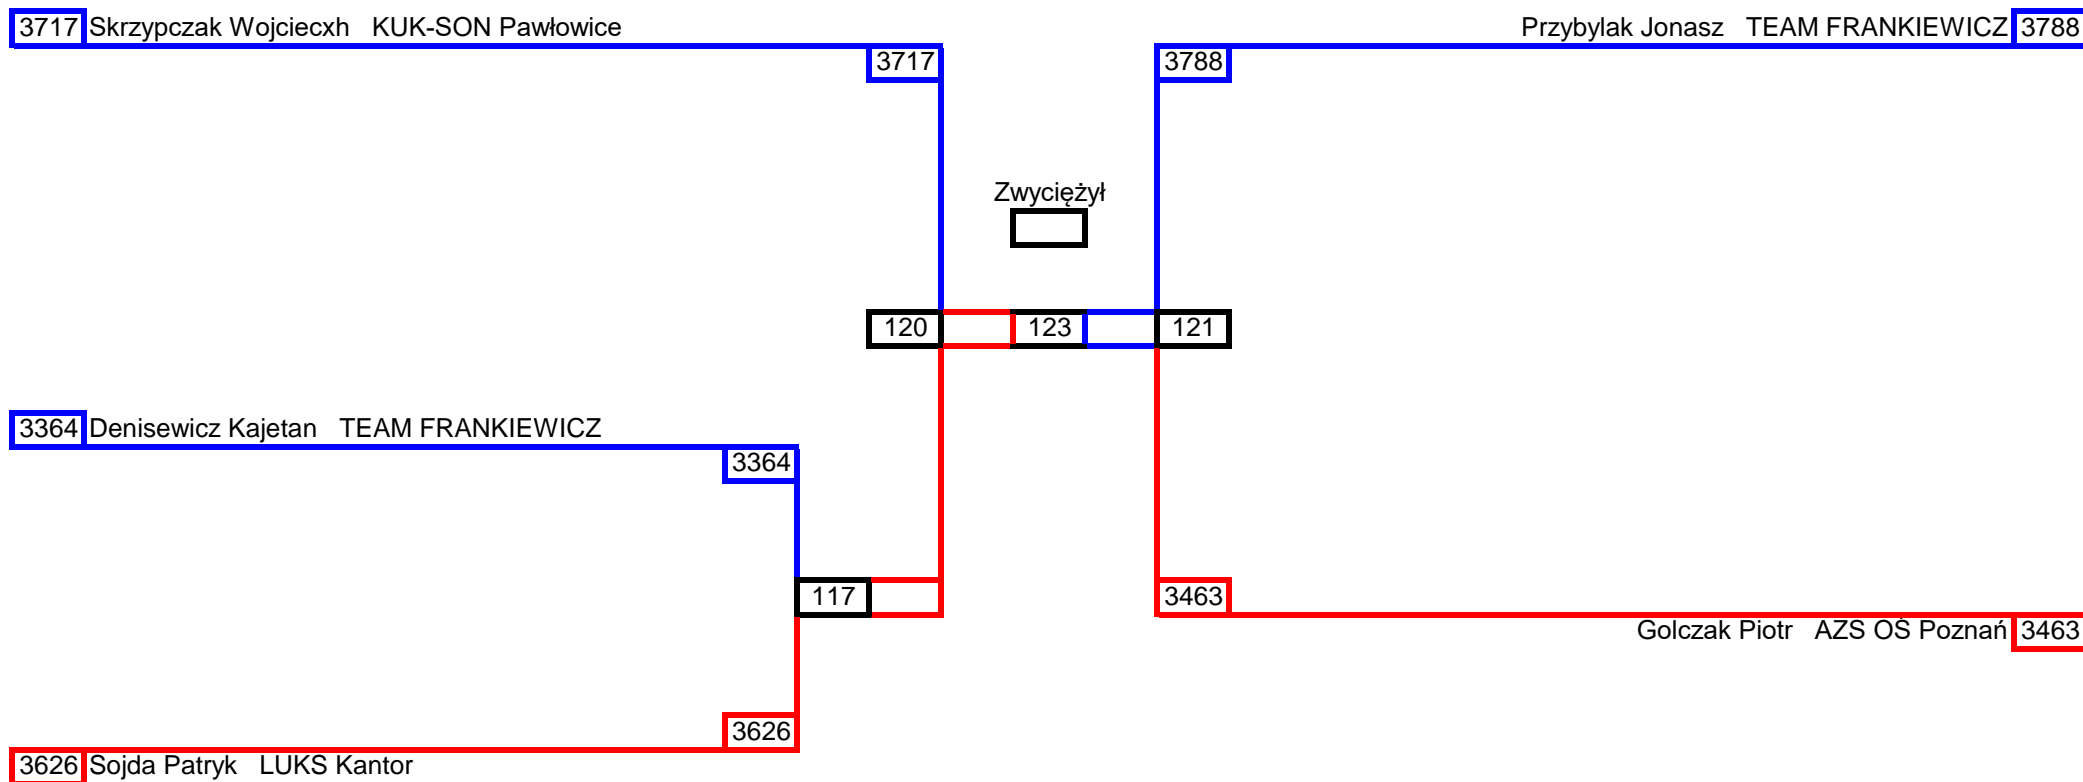 3717 Skrzypczak Wojciecxh KUK-SON Pawłowice
Przybylak Jonasz TEAM FRANKIEWICZ 3788
3717
3788
Zwyciężył
120
123
121
3364 Denisewicz Kajetan TEAM FRANKIEWICZ
3364
117
3463
Golczak Piotr AZS OŚ Poznań 3463
3626
3626 Sojda Patryk LUKS Kantor